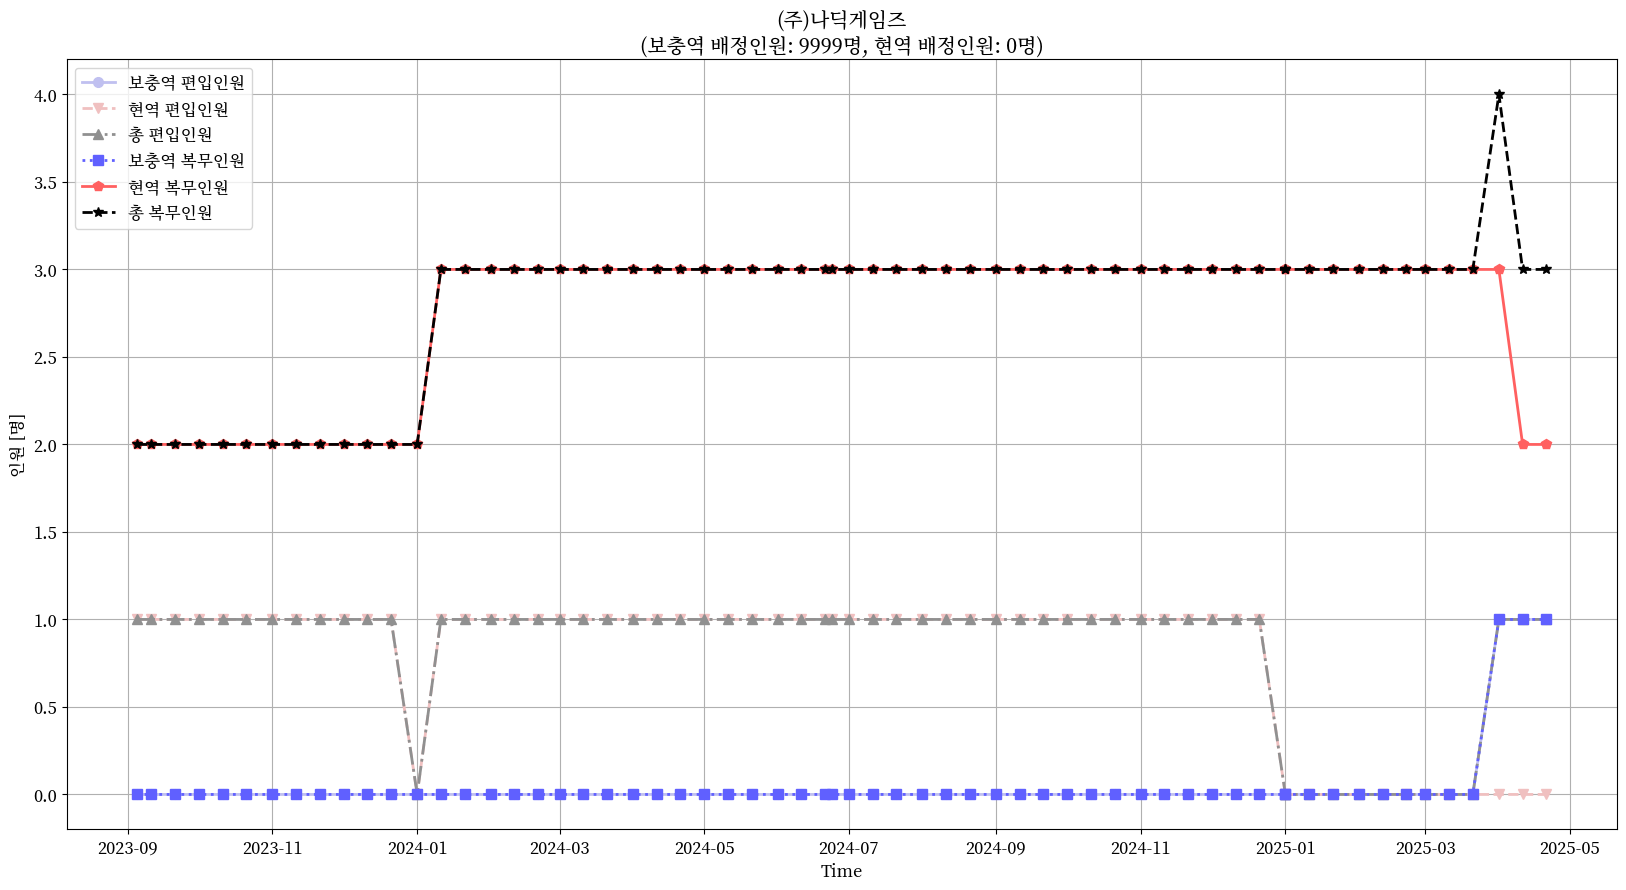 (주)나딕게임즈
(보충역 배정인원: 9999명, 현역 배정인원: 0명)
보충역 편입인원
현역 편입인원
총 편입인원
보충역 복무인원
현역 복무인원
총 복무인원
4.0
3.5
3.0
2.5
2.0
1.5
1.0
0.5
0.0
인원 [명]
2023-09 2023-11 2024-01 2024-03 2024-05 2024-07 2024-09 2024-11 2025-01 2025-03 2025-05
Time